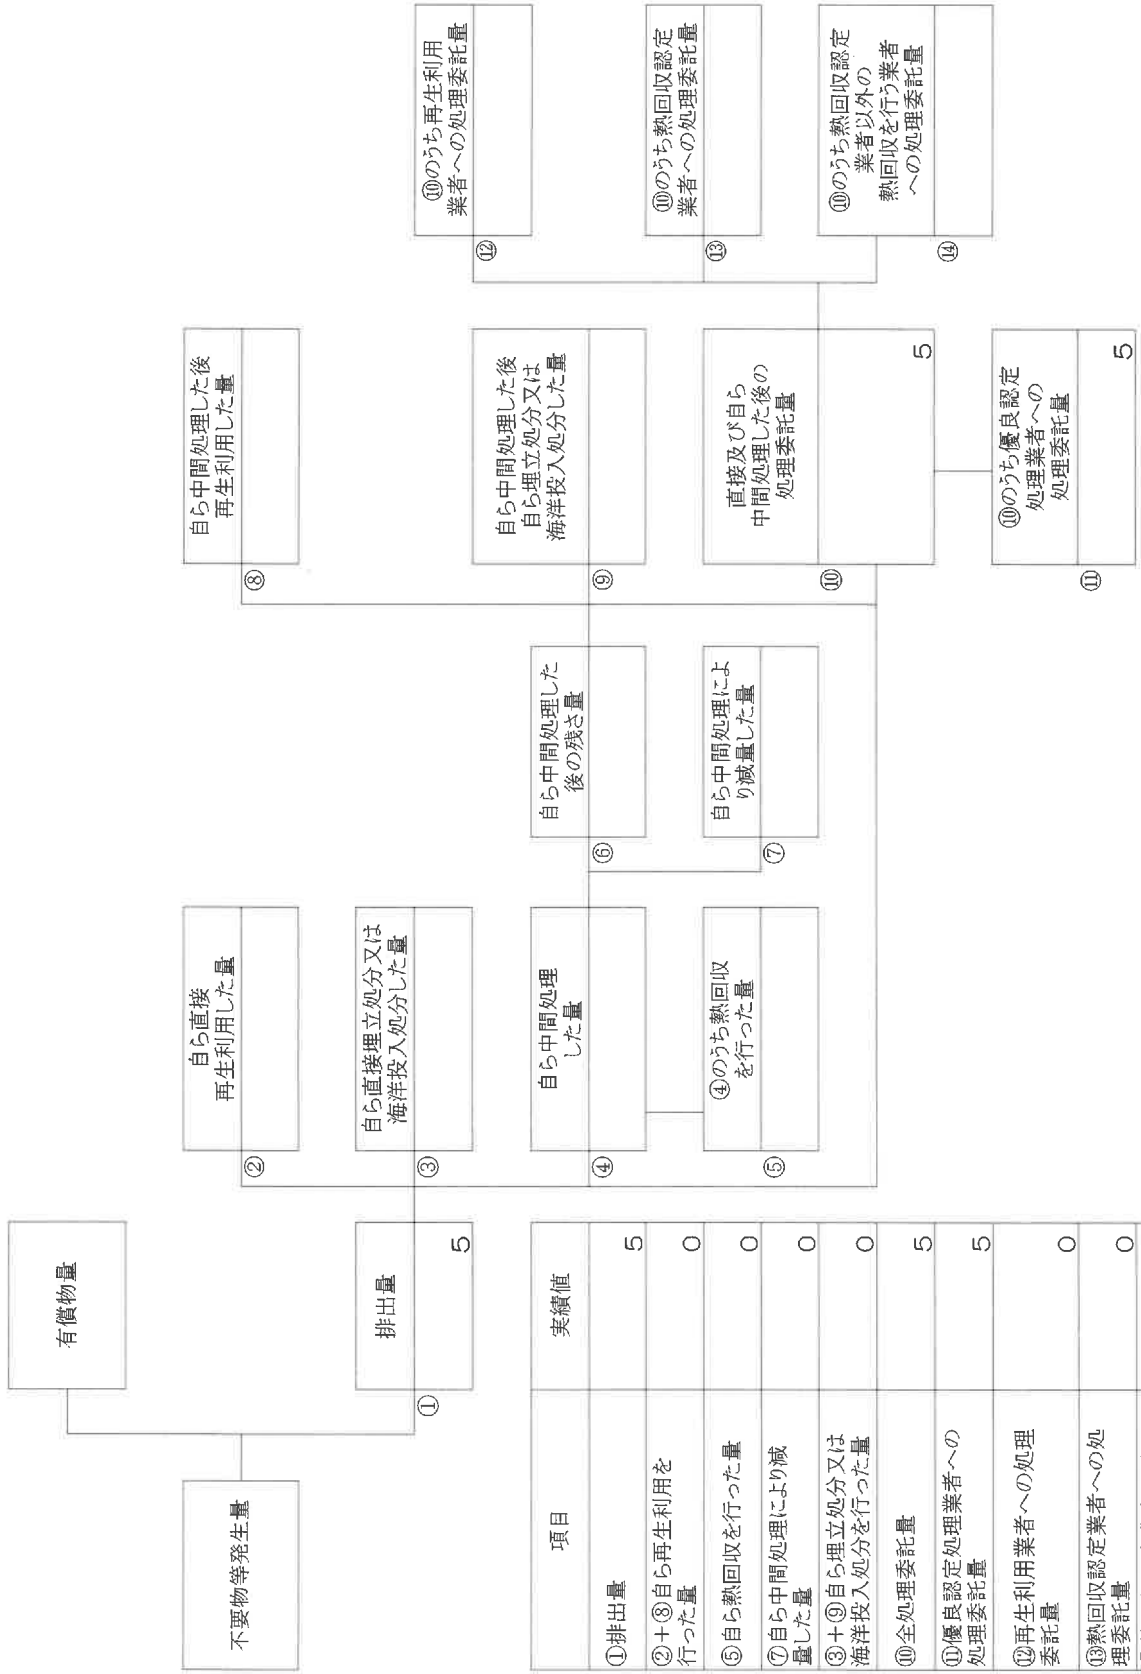 不要物等発生量
有償物量
①
排出量
5
②
自ら直接
再生利用した量
③
自ら直接埋立処分又は
海洋投入処分した量
④
自ら中間処理
した量
⑤
④のうち熱回収
を行った量
⑥
自ら中間処理した
後の残さ量
⑦
自ら中間処理によ
り減量した量
⑧
自ら中間処理した後
再生利用した量
⑨
自ら中間処理した後
自ら埋立処分又は
海洋投入処分した量
⑩
直接及び自ら
中間処理した後の
処理委託量
5
⑪
⑩のうち優良認定
処理業者への
処理委託量
5
⑫
⑩のうち再生利用
業者への処理委託量
⑬
⑩のうち熱回収認定
業者への処理委託量
⑭
⑩のうち熱回収認定
業者以外の
熱回収を行う業者
への処理委託量
項目 実績値
①排出量 5
②+⑧自ら再生利用を
行った量 0
⑤自ら熱回収を行った量 0
⑦自ら中間処理により減
量した量 0
③+⑨自ら埋立処分又は
海洋投入処分を行った量 0
⑩全処理委託量 5
⑪優良認定処理業者への
処理委託量 5
⑫再生利用業者への処理
委託量 0
⑬熱回収認定業者への処
理委託量 0